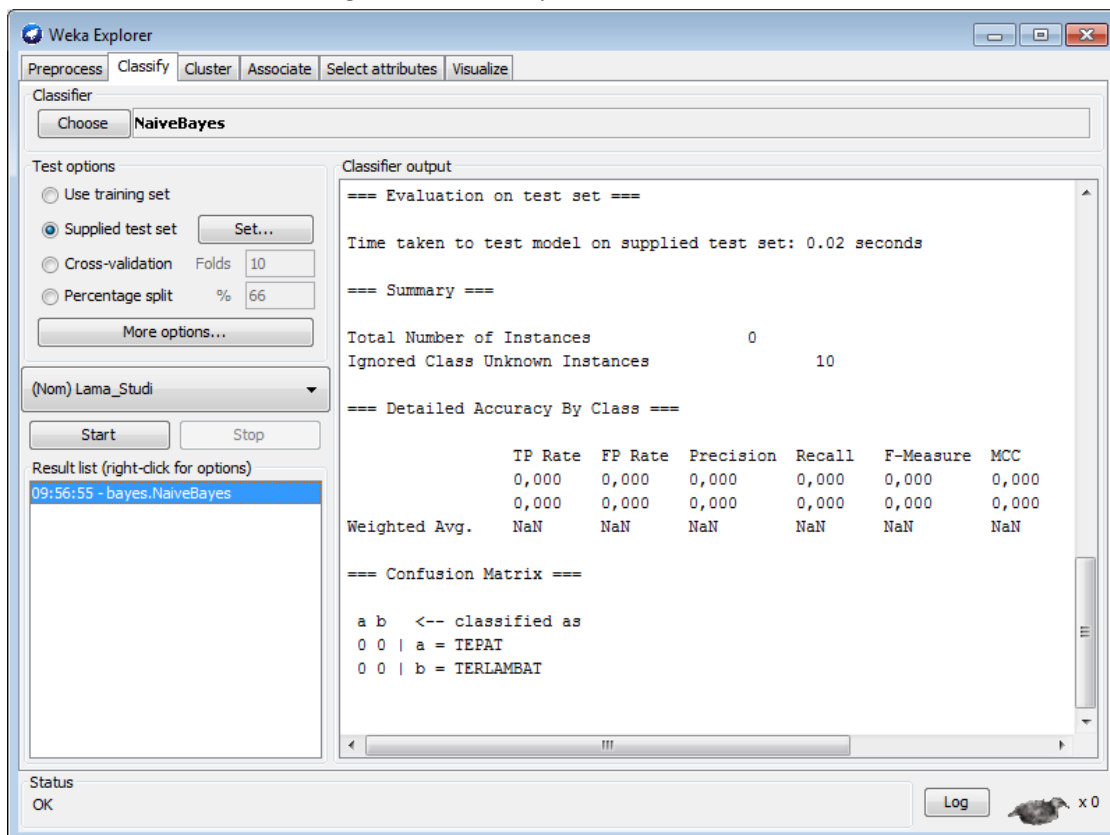 Weka Explorer
Preprocess Classify Cluster Associate Select attributes Visualize
Classifier
Choose NaiveBayes
Test options
Use training set
Supplied test set Set...
Cross-validation Folds 10
Percentage split % 66
More options...
(Nom) Lama_Studi
Start Stop
Result list (right-click for options)
09:56:55 - bayes.NaiveBayes
Classifier output
=== Evaluation on test set ===
Time taken to test model on supplied test set: 0.02 seconds
=== Summary ===
Total Number of Instances 0
Ignored Class Unknown Instances 10
=== Detailed Accuracy By Class ===
TP Rate FP Rate Precision Recall F-Measure MCC
0,000 0,000 0,000 0,000 0,000 0,000
0,000 0,000 0,000 0,000 0,000 0,000
Weighted Avg. NaN NaN NaN NaN NaN NaN
=== Confusion Matrix ===
a b <-- classified as
0 0 | a = TEPAT
0 0 | b = TERLAMBAT
Status
OK
Log
x 0